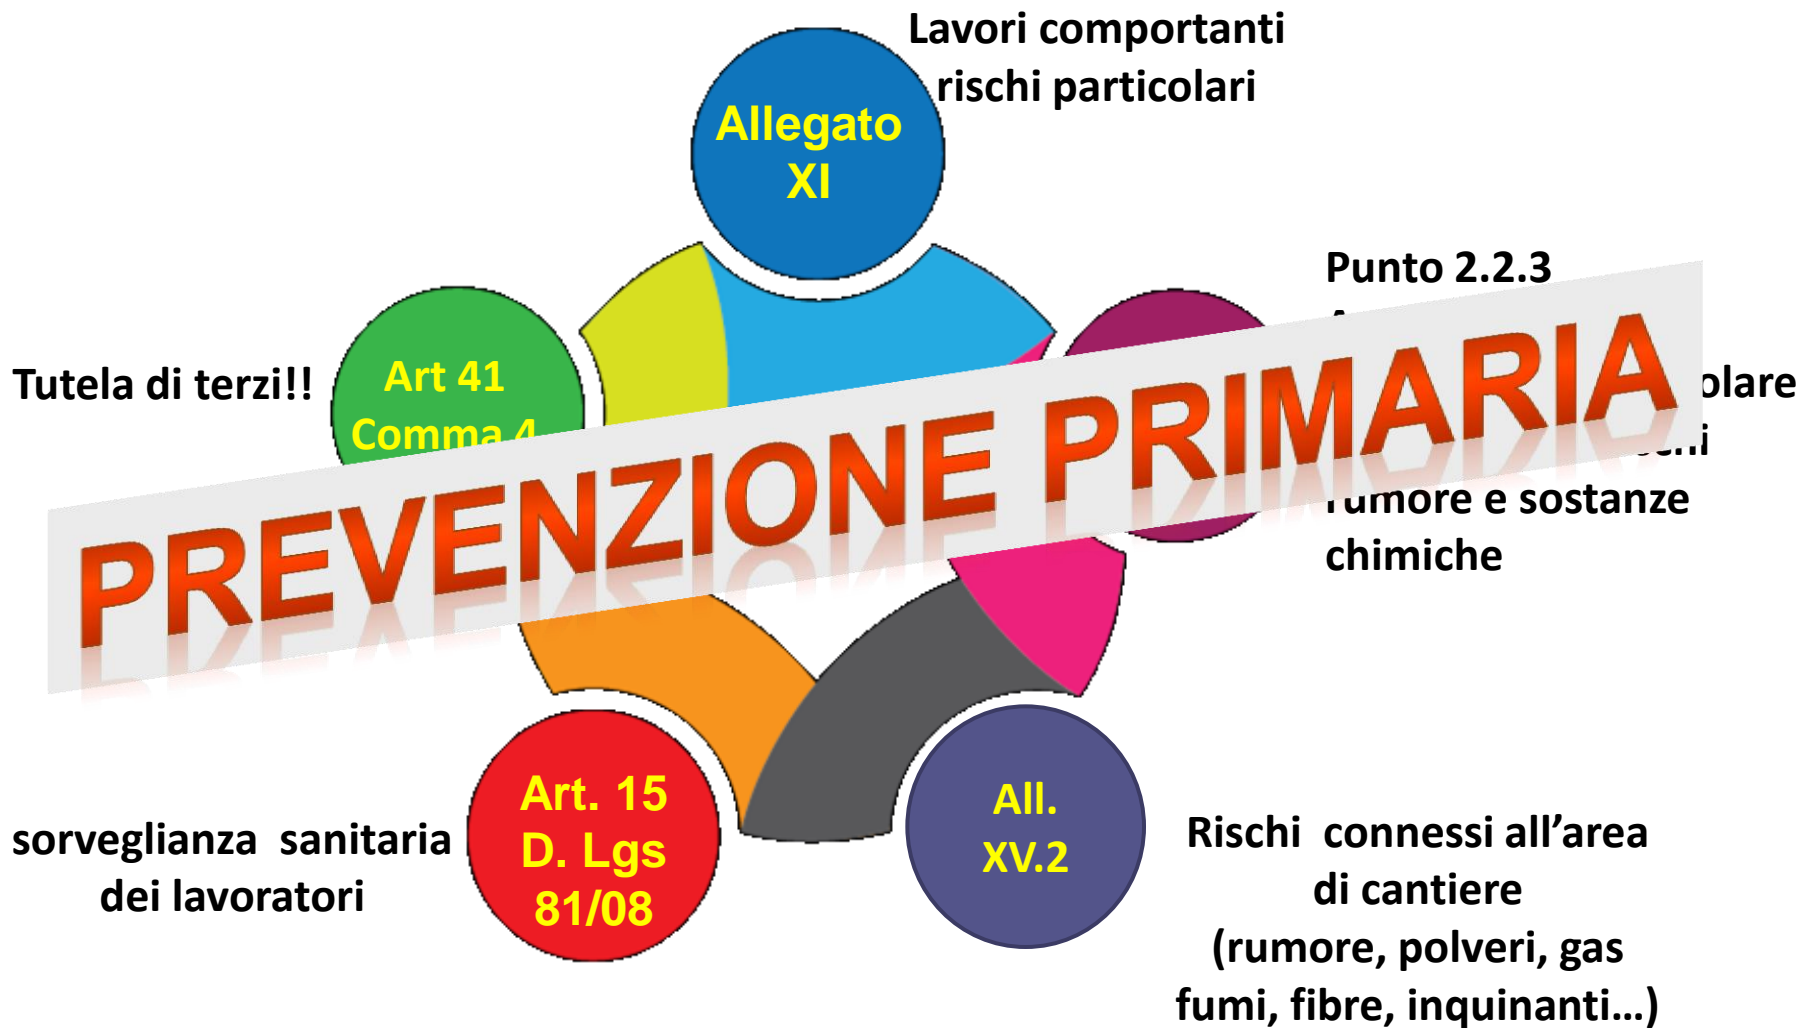 Lavori comportanti
rischi particolari
Allegato
XI
Punto 2.2.3
Tutela di terzi!!
Art 41
Comma 4
PREVENZIONE PRIMARIA
rumore e sostanze
chimiche
Art. 15
D. Lgs
81/08
sorveglianza sanitaria
dei lavoratori
All.
XV.2
Rischi connessi all’area
di cantiere
(rumore, polveri, gas
fumi, fibre, inquinanti…)